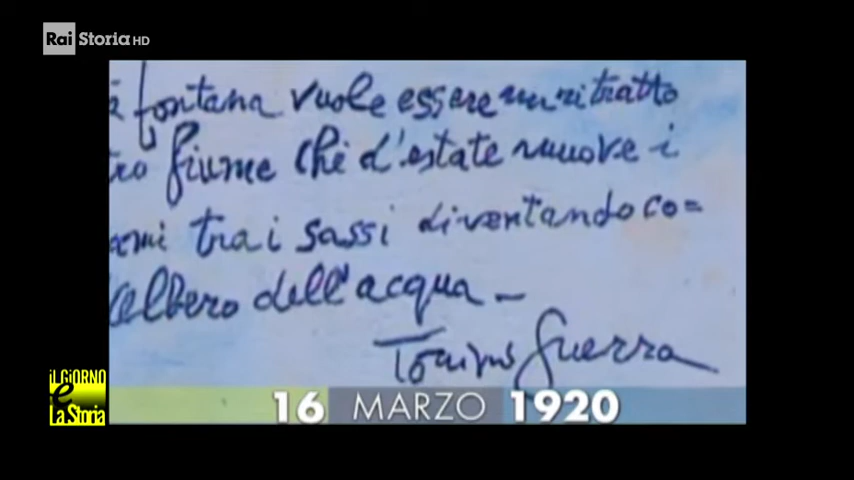 Rai Storia HD
fontana vuole essere un ritratto
fiume che d'estate muove i
ami tra i sassi diventando co=
albero dell'acqua -
Tonino Guerra
16 MARZO 1920
iL GiORNO
e
La Storia